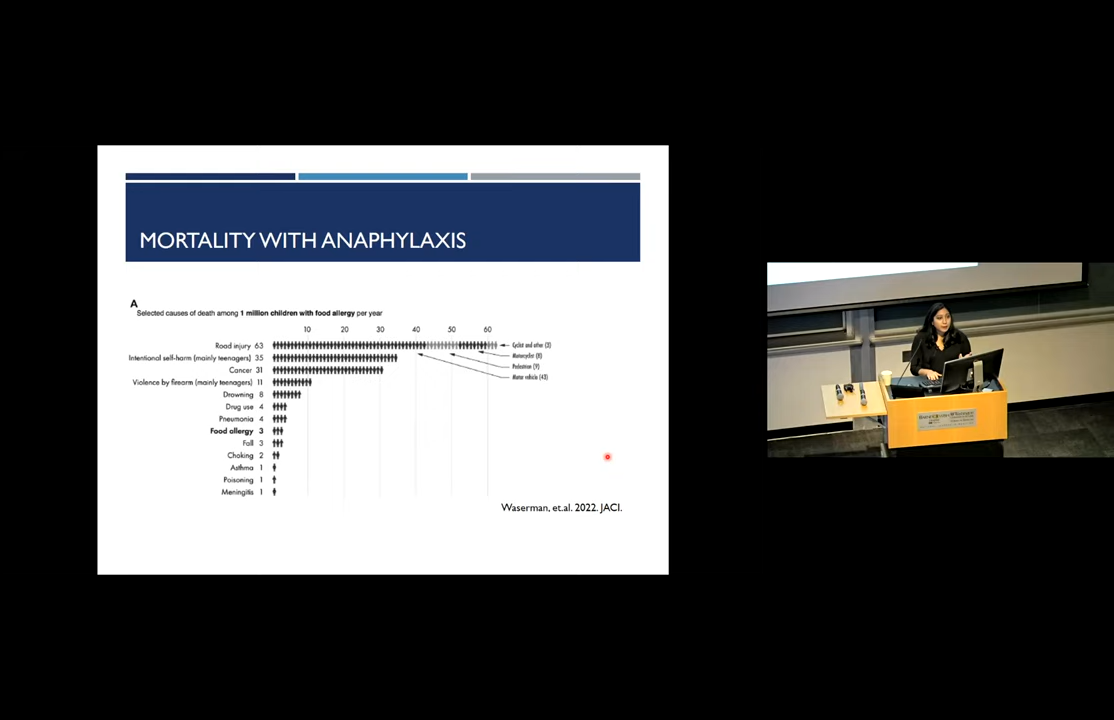 MORTALITY WITH ANAPHYLAXIS
A
Selected causes of death among 1 million children with food allergy per year
10 20 30 40 50 60
Road injury 63
Cyclist and other (3)
Intentional self-harm (mainly teenagers) 35
Motorcyclist (8)
Cancer 31
Pedestrian (9)
Violence by firearm (mainly teenagers) 11
Motor vehicle (43)
Drowning 8
Drug use 4
Pneumonia 4
Food allergy 3
Fall 3
Choking 2
Asthma 1
Poisoning 1
Meningitis 1
Waserman, et.al. 2022. JACI.